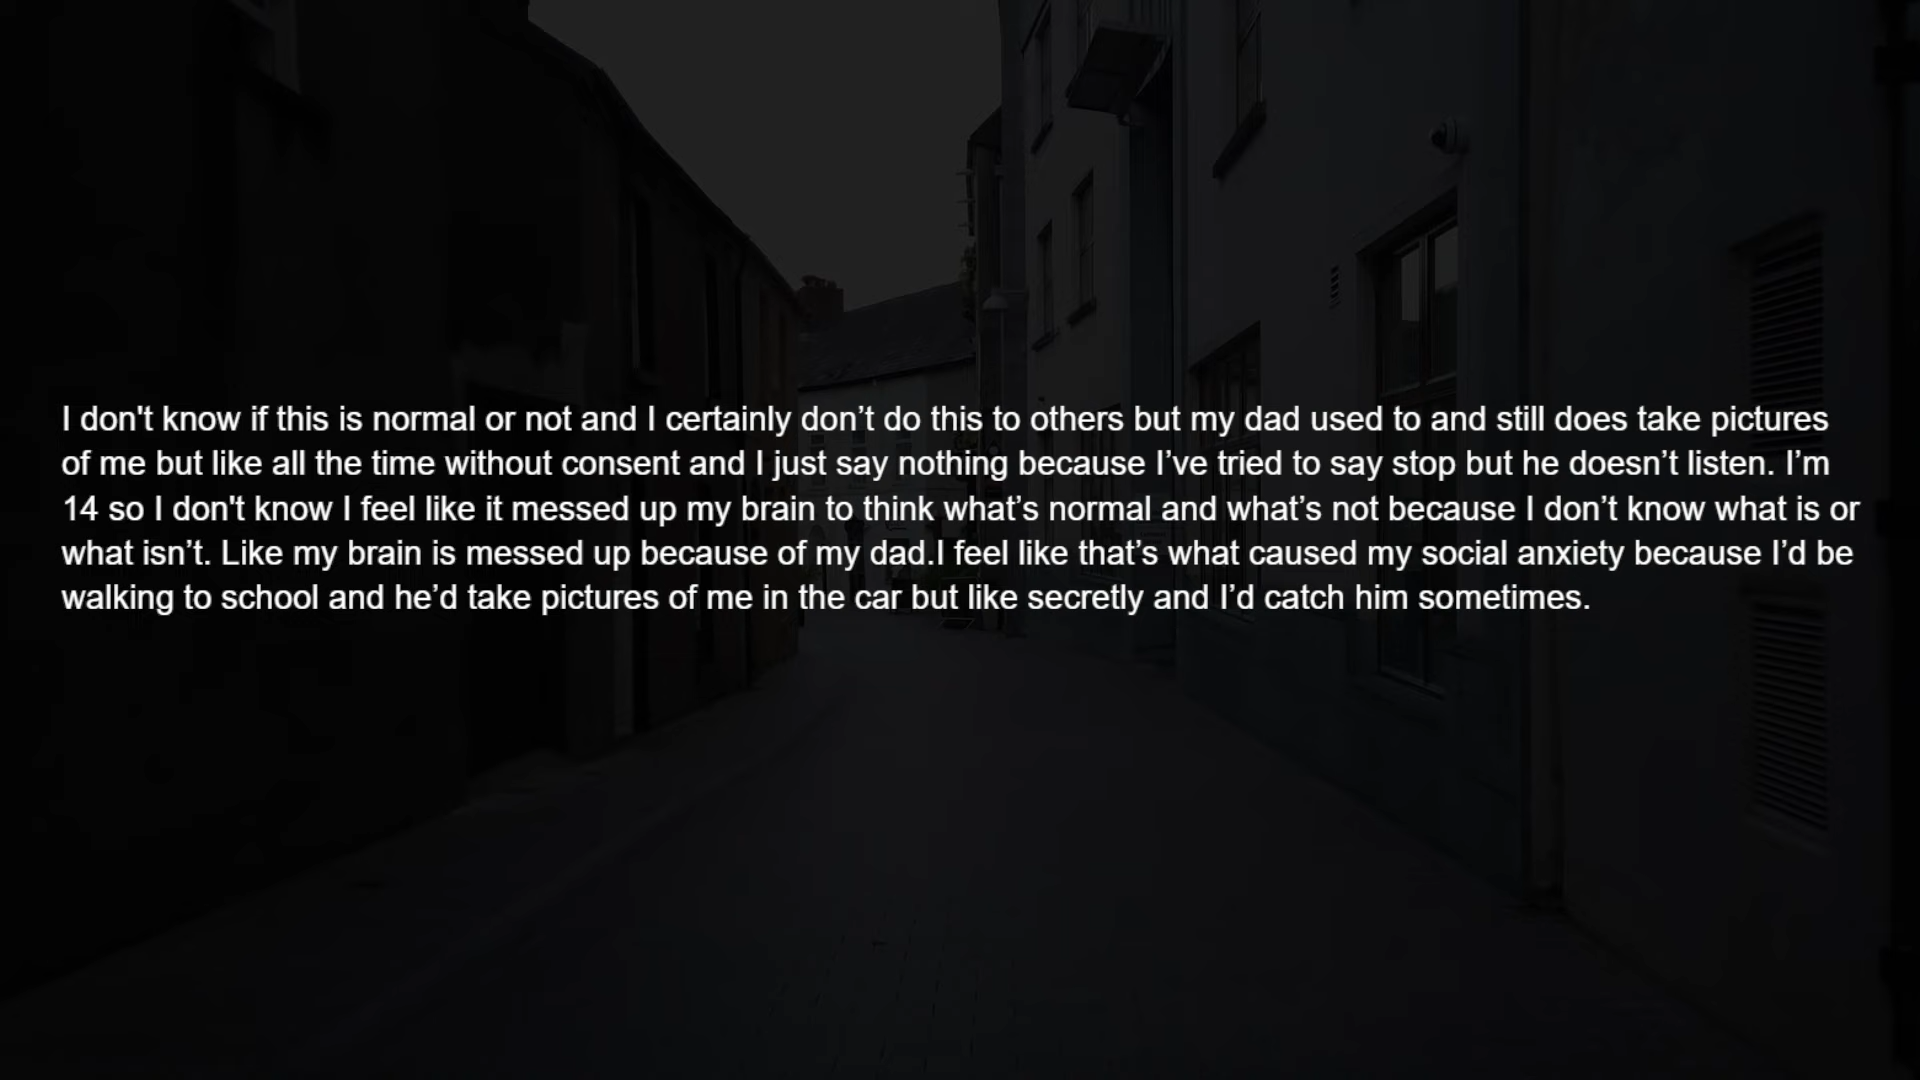 I don't know if this is normal or not and I certainly don’t do this to others but my dad used to and still does take pictures
of me but like all the time without consent and I just say nothing because I’ve tried to say stop but he doesn’t listen. I’m
14 so I don't know I feel like it messed up my brain to think what’s normal and what’s not because I don’t know what is or
what isn’t. Like my brain is messed up because of my dad.I feel like that’s what caused my social anxiety because I’d be
walking to school and he’d take pictures of me in the car but like secretly and I’d catch him sometimes.